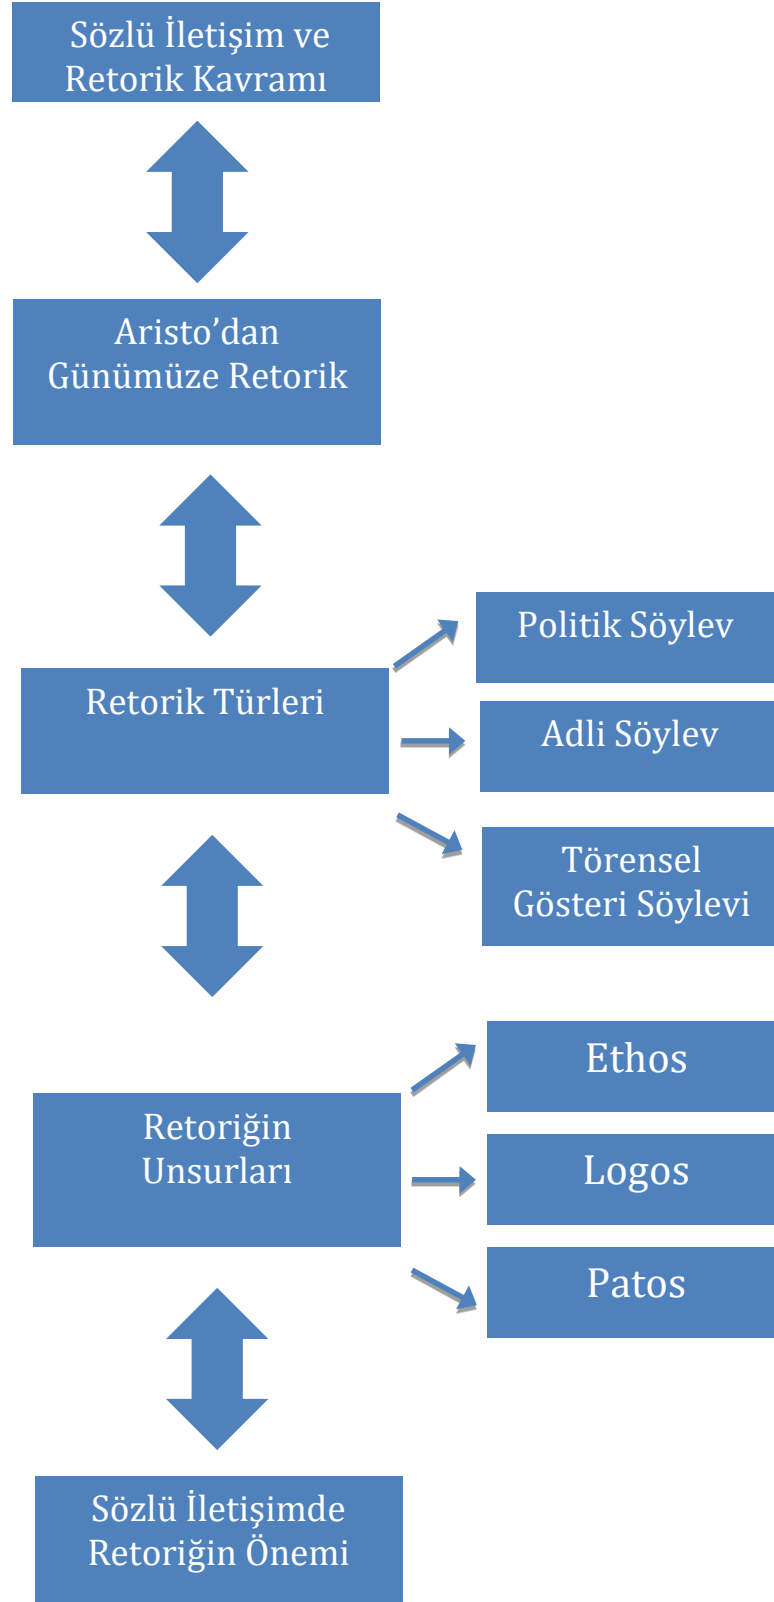 Sözlü İletişim ve
Retorik Kavramı
Aristo’dan
Günümüze Retorik
Retorik Türleri
Politik Söylev
Adli Söylev
Törensel
Gösteri Söylevi
Retoriğin
Unsurları
Ethos
Logos
Patos
Sözlü İletişimde
Retoriğin Önemi